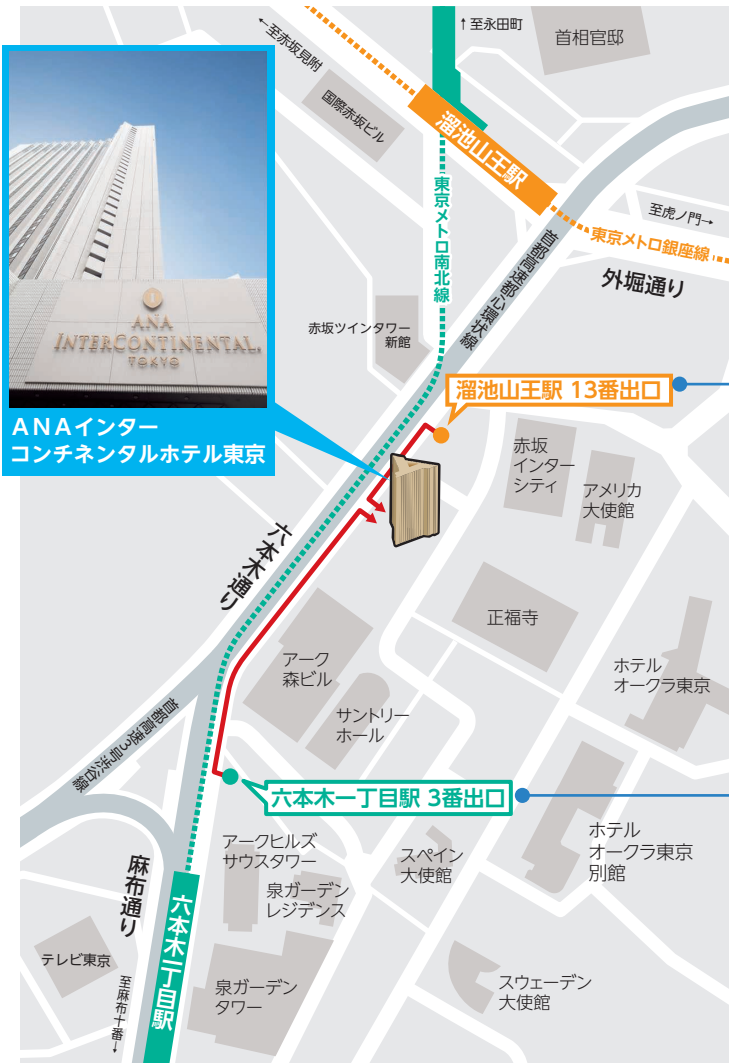 ↑至永田町
首相官邸
←至赤坂見附
国際赤坂ビル
溜池山王駅
至虎ノ門→
東京メトロ銀座線
外堀通り
東京メトロ南北線
首都高速都心環状線
赤坂ツインタワー
新館
ANA
INTERCONTINENTAL.
TOKYO
ANAインター
コンチネンタルホテル東京
溜池山王駅 13番出口
赤坂
インター
シティ
アメリカ
大使館
六本木通り
正福寺
アーク
森ビル
ホテル
オークラ東京
サントリー
ホール
首都高速3号渋谷線
六本木一丁目駅 3番出口
アークヒルズ
サウスタワー
スペイン
大使館
ホテル
オークラ東京
別館
麻布通り
泉ガーデン
レジデンス
六本木一丁目駅
テレビ東京
至麻布十番→
泉ガーデン
タワー
スウェーデン
大使館